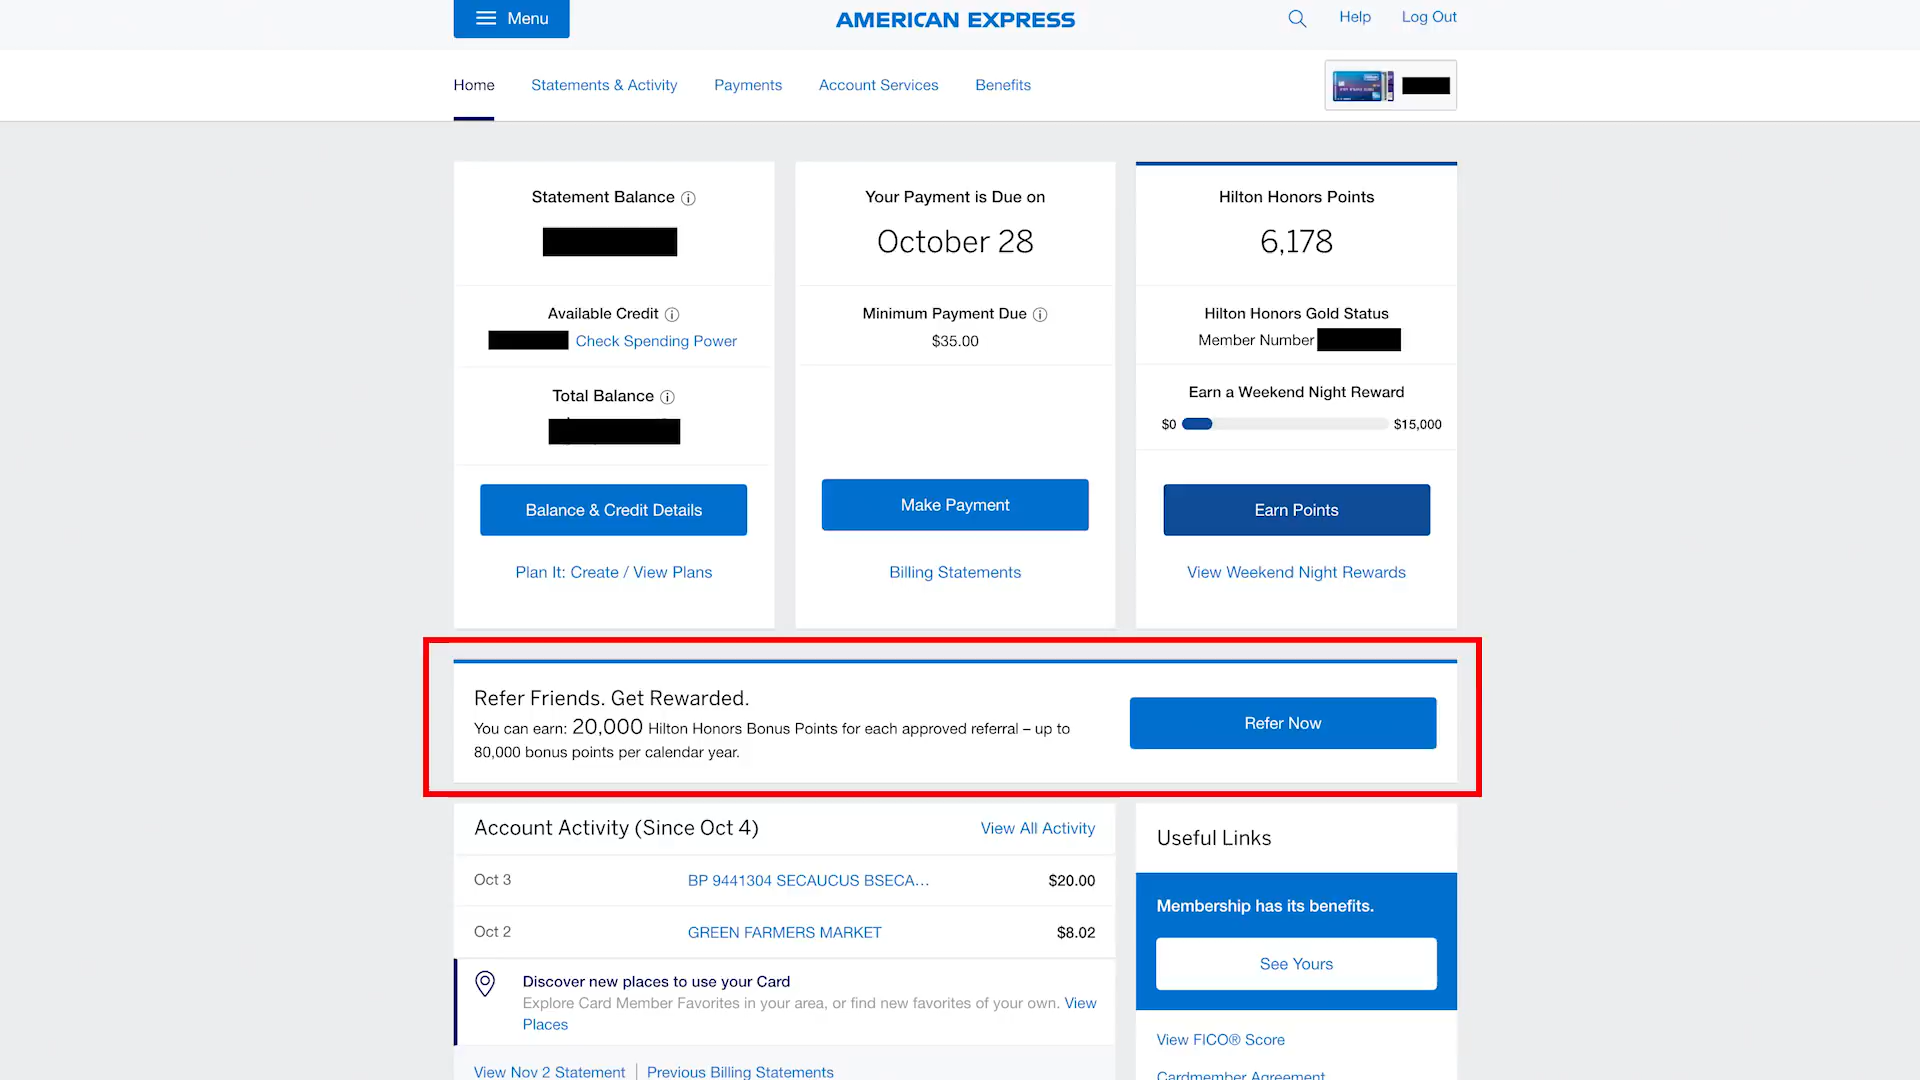 Menu
AMERICAN EXPRESS
Help
Log Out
Home
Statements & Activity
Payments
Account Services
Benefits
Statement Balance
Available Credit
Check Spending Power
Total Balance
Balance & Credit Details
Plan It: Create / View Plans
Your Payment is Due on
October 28
Minimum Payment Due
$35.00
Make Payment
Billing Statements
Hilton Honors Points
6,178
Hilton Honors Gold Status
Member Number
Earn a Weekend Night Reward
$0
$15,000
Earn Points
View Weekend Night Rewards
Refer Friends. Get Rewarded.
You can earn: 20,000 Hilton Honors Bonus Points for each approved referral – up to
80,000 bonus points per calendar year.
Refer Now
Account Activity (Since Oct 4)
View All Activity
Oct 3
BP 9441304 SECAUCUS BSECA...
$20.00
Oct 2
GREEN FARMERS MARKET
$8.02
Discover new places to use your Card
Explore Card Member Favorites in your area, or find new favorites of your own. View
Places
View Nov 2 Statement
Previous Billing Statements
Useful Links
Membership has its benefits.
See Yours
View FICO® Score
Cardmember Agreement